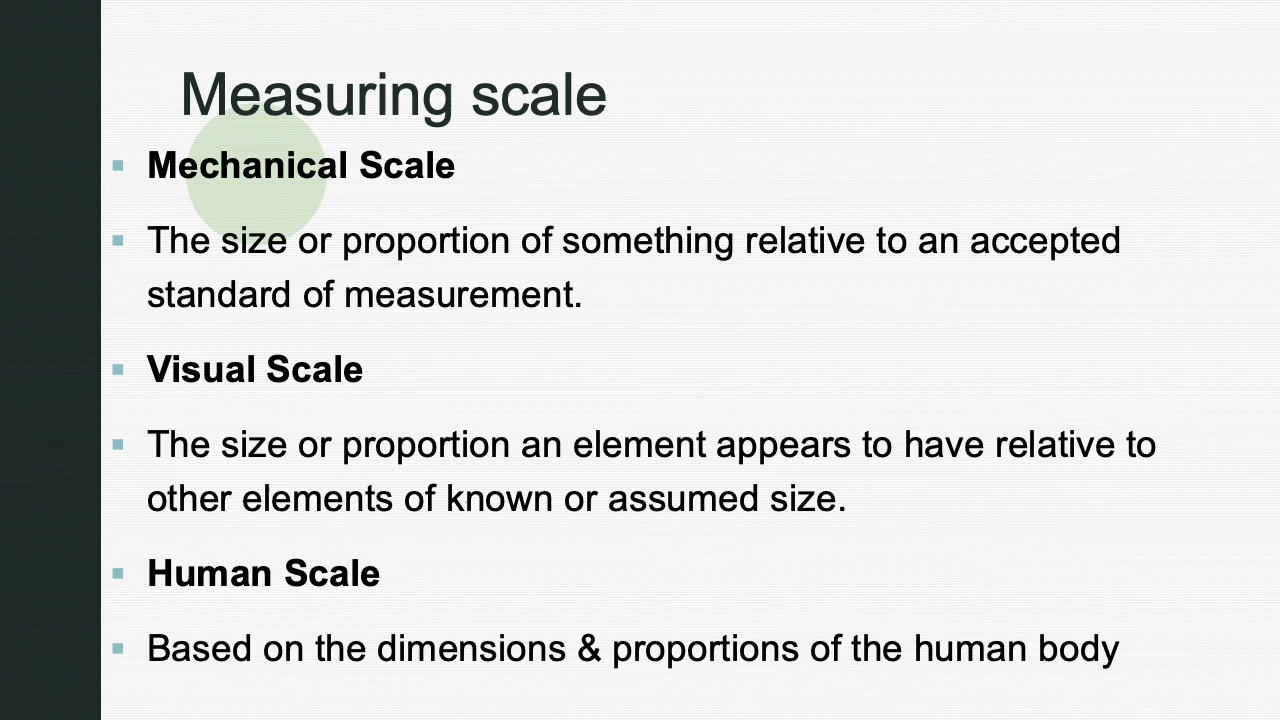 Measuring scale
▪ Mechanical Scale
▪ The size or proportion of something relative to an accepted
standard of measurement.
▪ Visual Scale
▪ The size or proportion an element appears to have relative to
other elements of known or assumed size.
▪ Human Scale
▪ Based on the dimensions & proportions of the human body